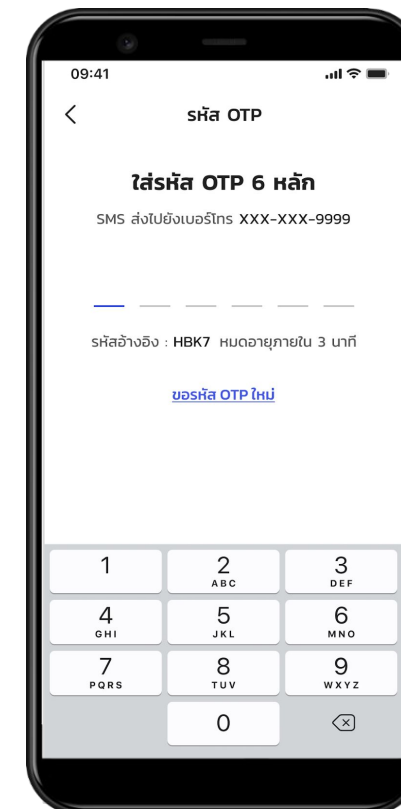 09:41
รหัส OTP
ใส่รหัส OTP 6 หลัก
SMS ส่งไปยังเบอร์โทร XXX-XXX-9999
รหัสอ้างอิง : HBK7 หมดอายุภายใน 3 นาที
ขอรหัส OTP ใหม่
1 2 3
ABC DEF
4 5 6
GHI JKL MNO
7 8 9
PQRS TUV WXYZ
0